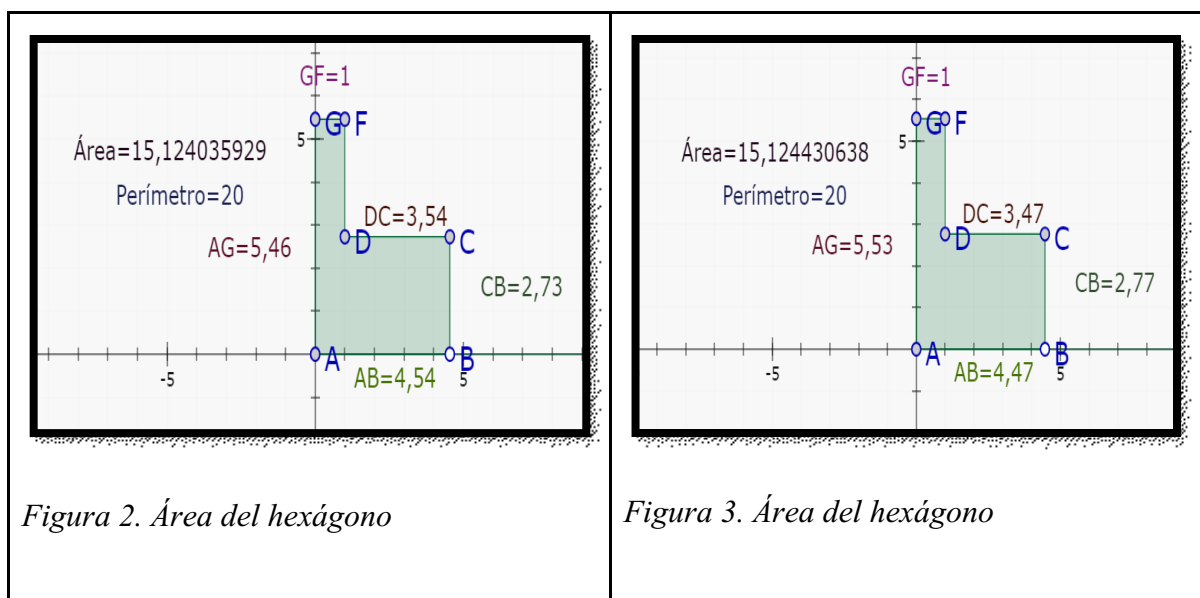 GF=1
G F
Área=15,124035929
5
Perímetro=20
DC=3,54
AG=5,46
D C
CB=2,73
A B
-5 5
AB=4,54
Figura 2. Área del hexágono
GF=1
G F
Área=15,124430638
5
Perímetro=20
DC=3,47
AG=5,53
D C
CB=2,77
A B
-5 5
AB=4,47
Figura 3. Área del hexágono